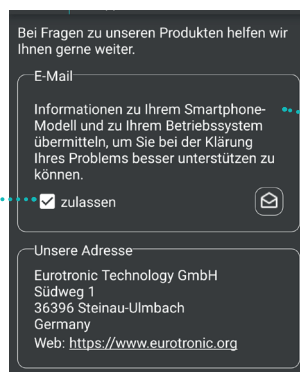 Bei Fragen zu unseren Produkten helfen wir
Ihnen gerne weiter.
E-Mail
Informationen zu Ihrem Smartphone-
Modell und zu Ihrem Betriebssystem
übermitteln, um Sie bei der Klärung
Ihres Problems besser unterstützen zu
können.
zulassen
Unsere Adresse
Eurotronic Technology GmbH
Südweg 1
36396 Steinau-Ulmbach
Germany
Web: https://www.eurotronic.org